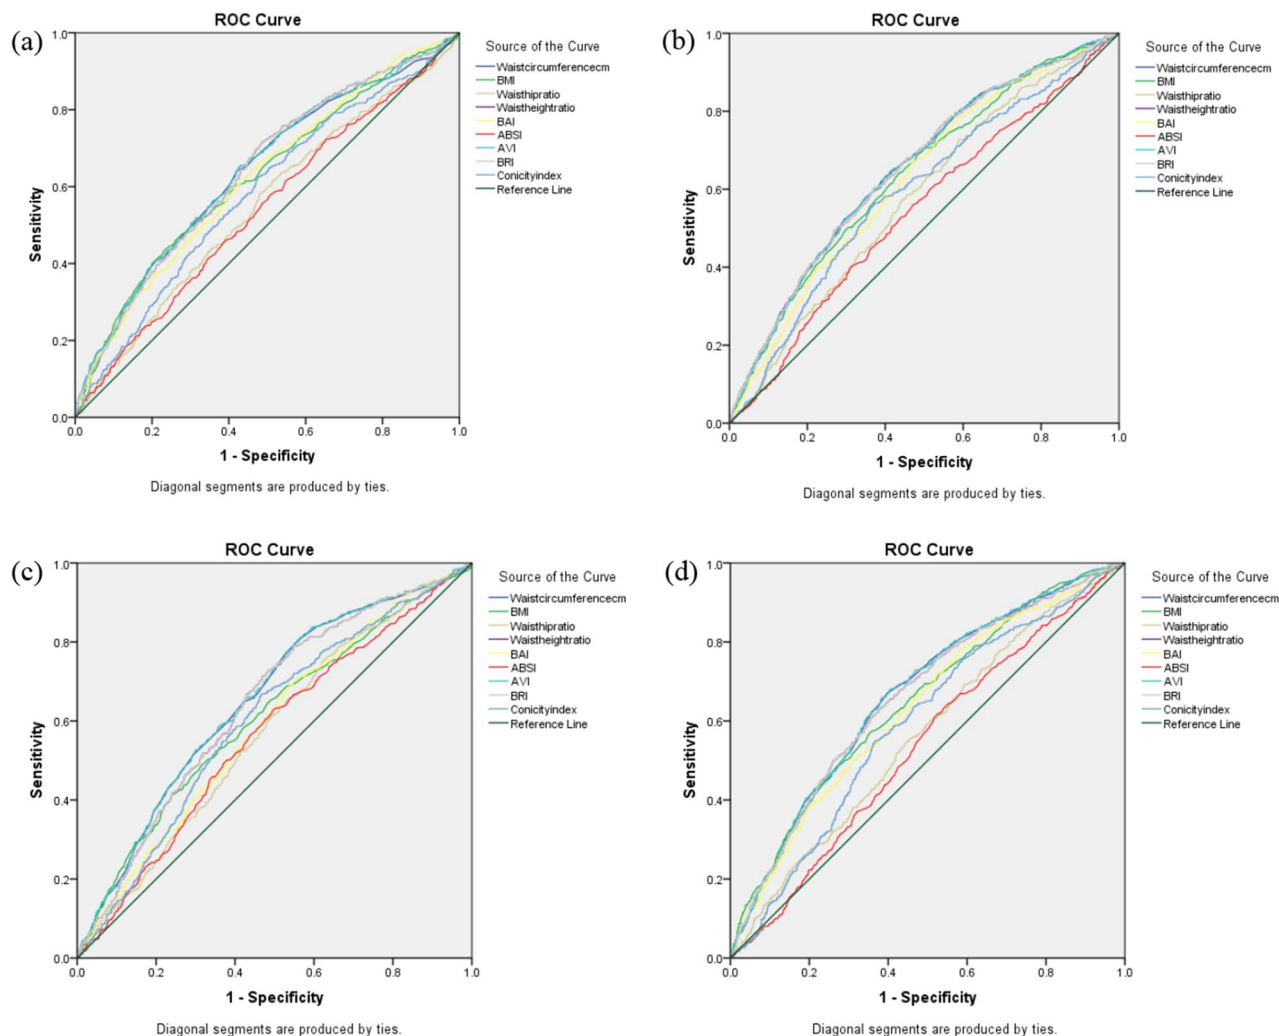 (a)
ROC Curve
Sensitivity
1.0
0.8
0.6
0.4
0.2
0.0
0.0 0.2 0.4 0.6 0.8 1.0
1 - Specificity
Diagonal segments are produced by ties.
Source of the Curve
Waistcircumferencecm
BMI
Waisthipratio
Waistheightratio
BAI
ABSI
AVI
BRI
Conicityindex
Reference Line
(b)
ROC Curve
Sensitivity
1.0
0.8
0.6
0.4
0.2
0.0
0.0 0.2 0.4 0.6 0.8 1.0
1 - Specificity
Diagonal segments are produced by ties.
Source of the Curve
Waistcircumferencecm
BMI
Waisthipratio
Waistheightratio
BAI
ABSI
AVI
BRI
Conicityindex
Reference Line
(c)
ROC Curve
Sensitivity
1.0
0.8
0.6
0.4
0.2
0.0
0.0 0.2 0.4 0.6 0.8 1.0
1 - Specificity
Diagonal segments are produced by ties.
Source of the Curve
Waistcircumferencecm
BMI
Waisthipratio
Waistheightratio
BAI
ABSI
AVI
BRI
Conicityindex
Reference Line
(d)
ROC Curve
Sensitivity
1.0
0.8
0.6
0.4
0.2
0.0
0.0 0.2 0.4 0.6 0.8 1.0
1 - Specificity
Diagonal segments are produced by ties.
Source of the Curve
Waistcircumferencecm
BMI
Waisthipratio
Waistheightratio
BAI
ABSI
AVI
BRI
Conicityindex
Reference Line